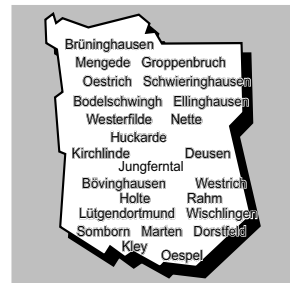 Brüninghausen
Mengede Groppenbruch
Oestrich Schwieringhausen
Bodelschwingh Ellinghausen
Westerfilde Nette
Huckarde
Kirchlinde Deusen
Jungferntal
Bövinghausen Westrich
Holte Rahm
Lütgendortmund Wischlingen
Somborn Marten Dorstfeld
Kley
Oespel